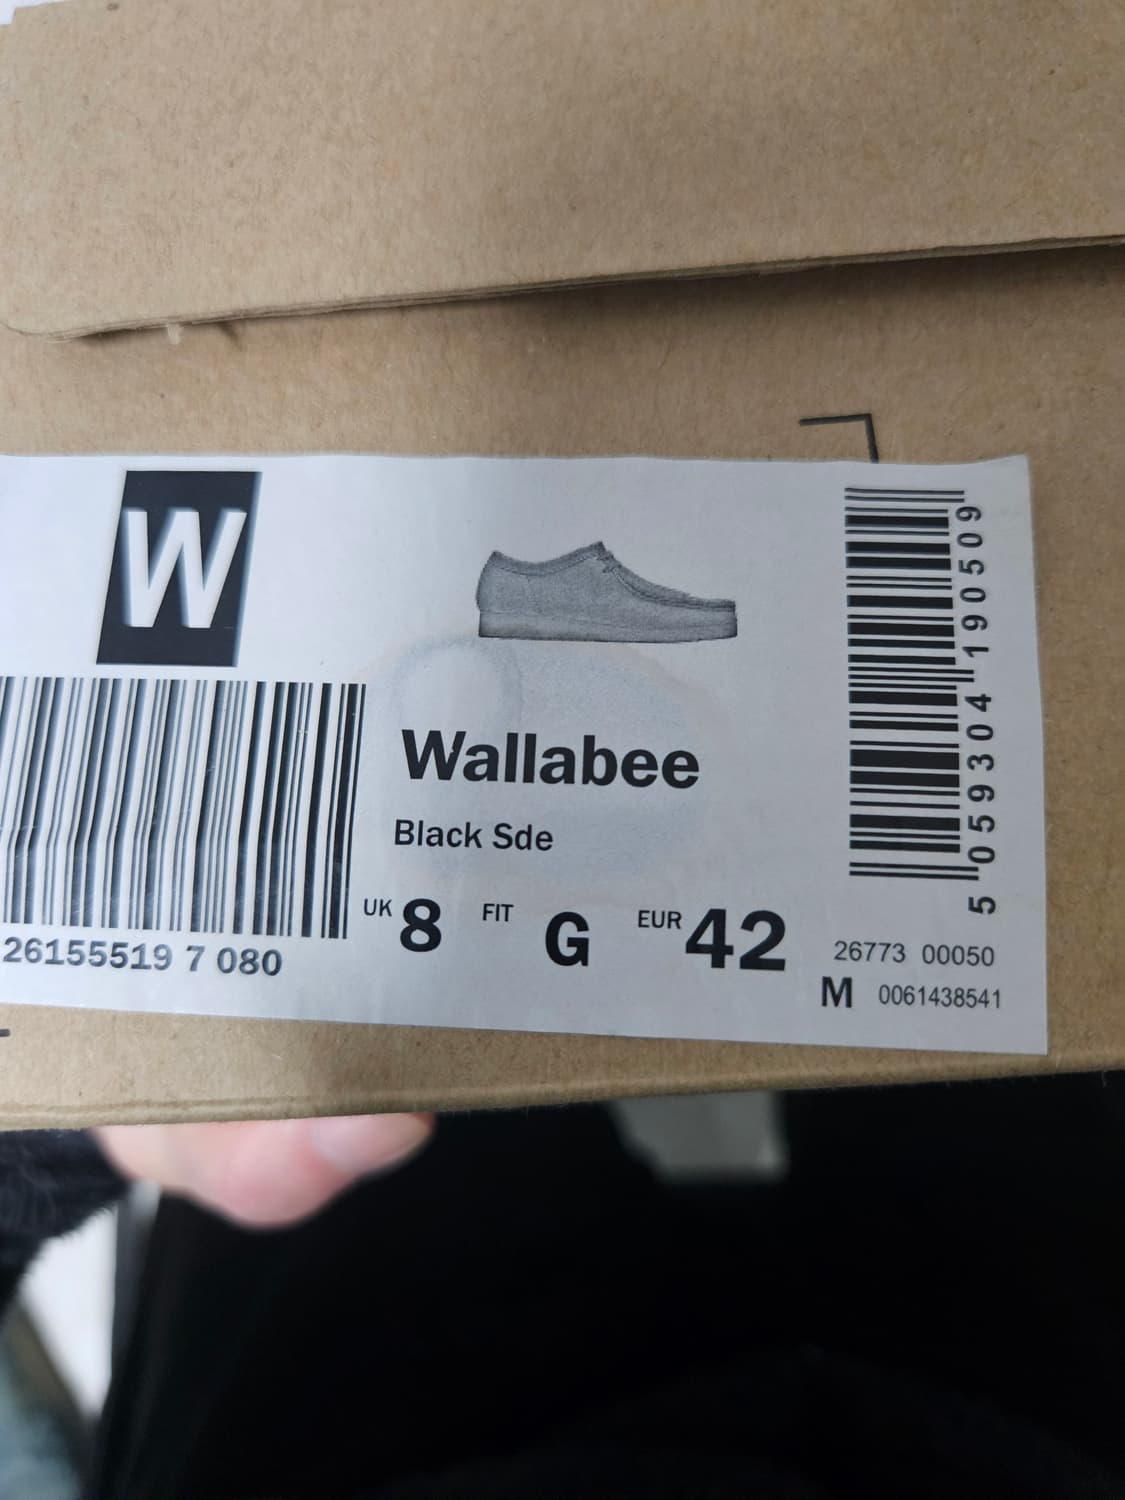 W
Wallabee
Black Sde
UK 8 FIT G EUR 42
26155519 7 080
5 059304 190509
26773 00050
M 0061438541